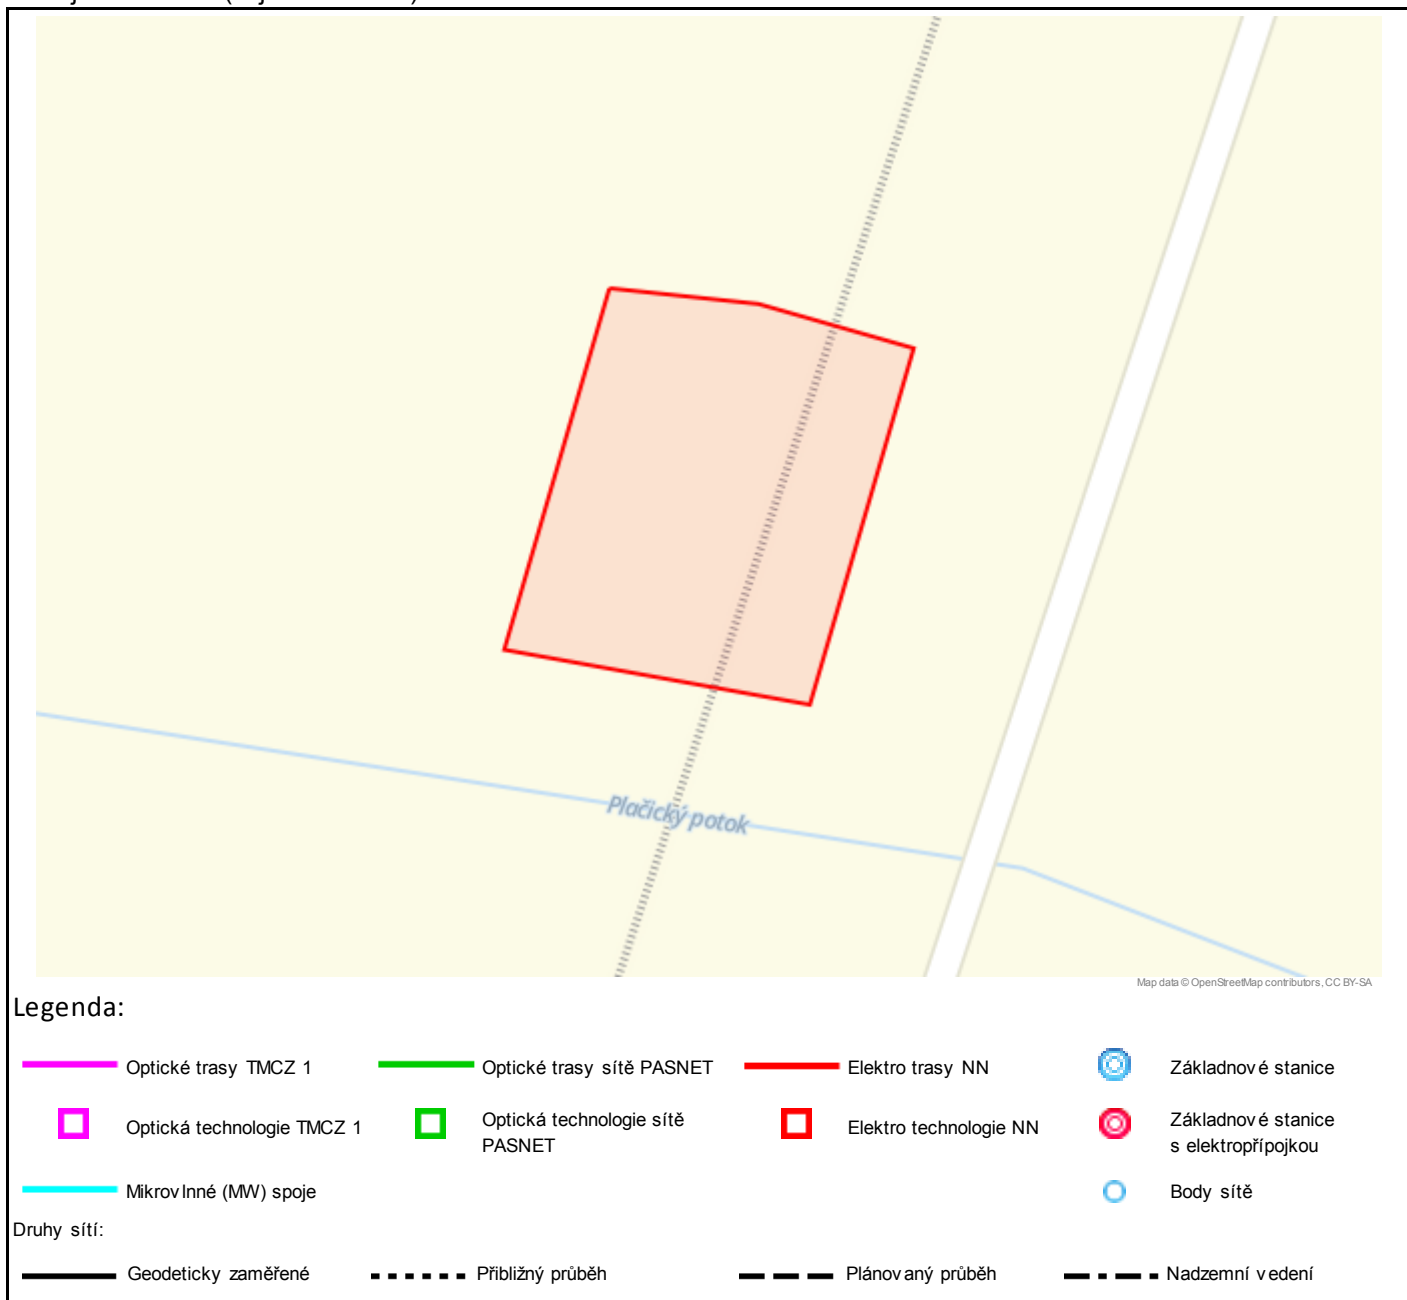 Plačický potok
Map data © OpenStreetMap contributors, CC BY-SA
Legenda:
Optické trasy TMCZ 1
Optické trasy sítě PASNET
Elektro trasy NN
Základnové stanice
Optická technologie TMCZ 1
Optická technologie sítě
PASNET
Elektro technologie NN
Základnové stanice
s elektropřípojkou
Mikrovlnné (MW) spoje
Body sítě
Druhy sítí:
Geodeticky zaměřené
Přibližný průběh
Plánovaný průběh
Nadzemní vedení